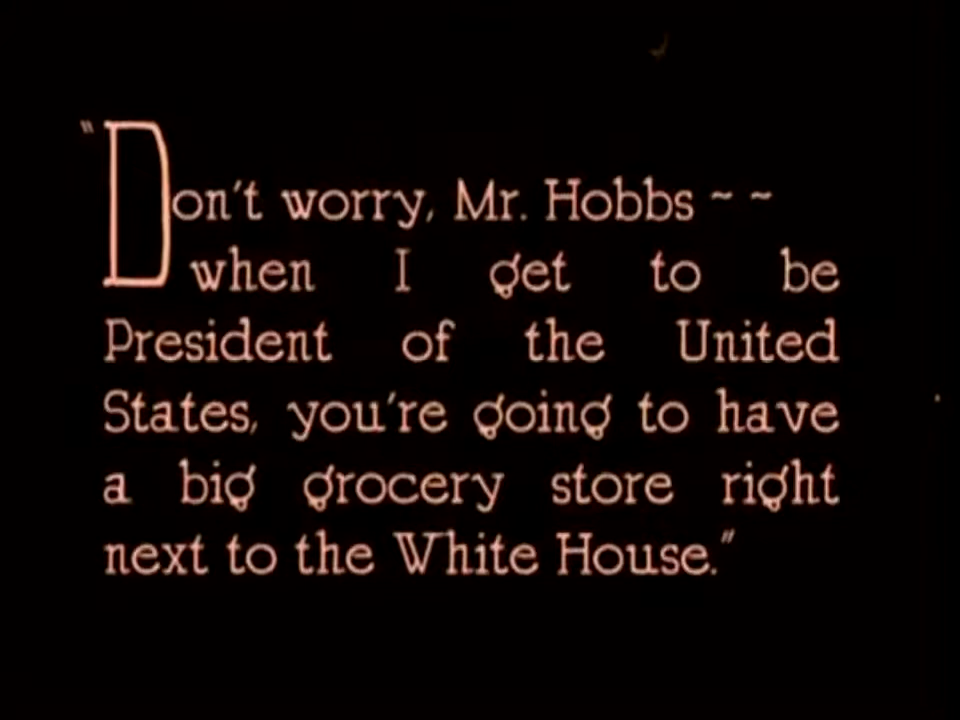 "Don't worry, Mr. Hobbs ~ ~
when I get to be
President of the United
States, you're going to have
a big grocery store right
next to the White House."